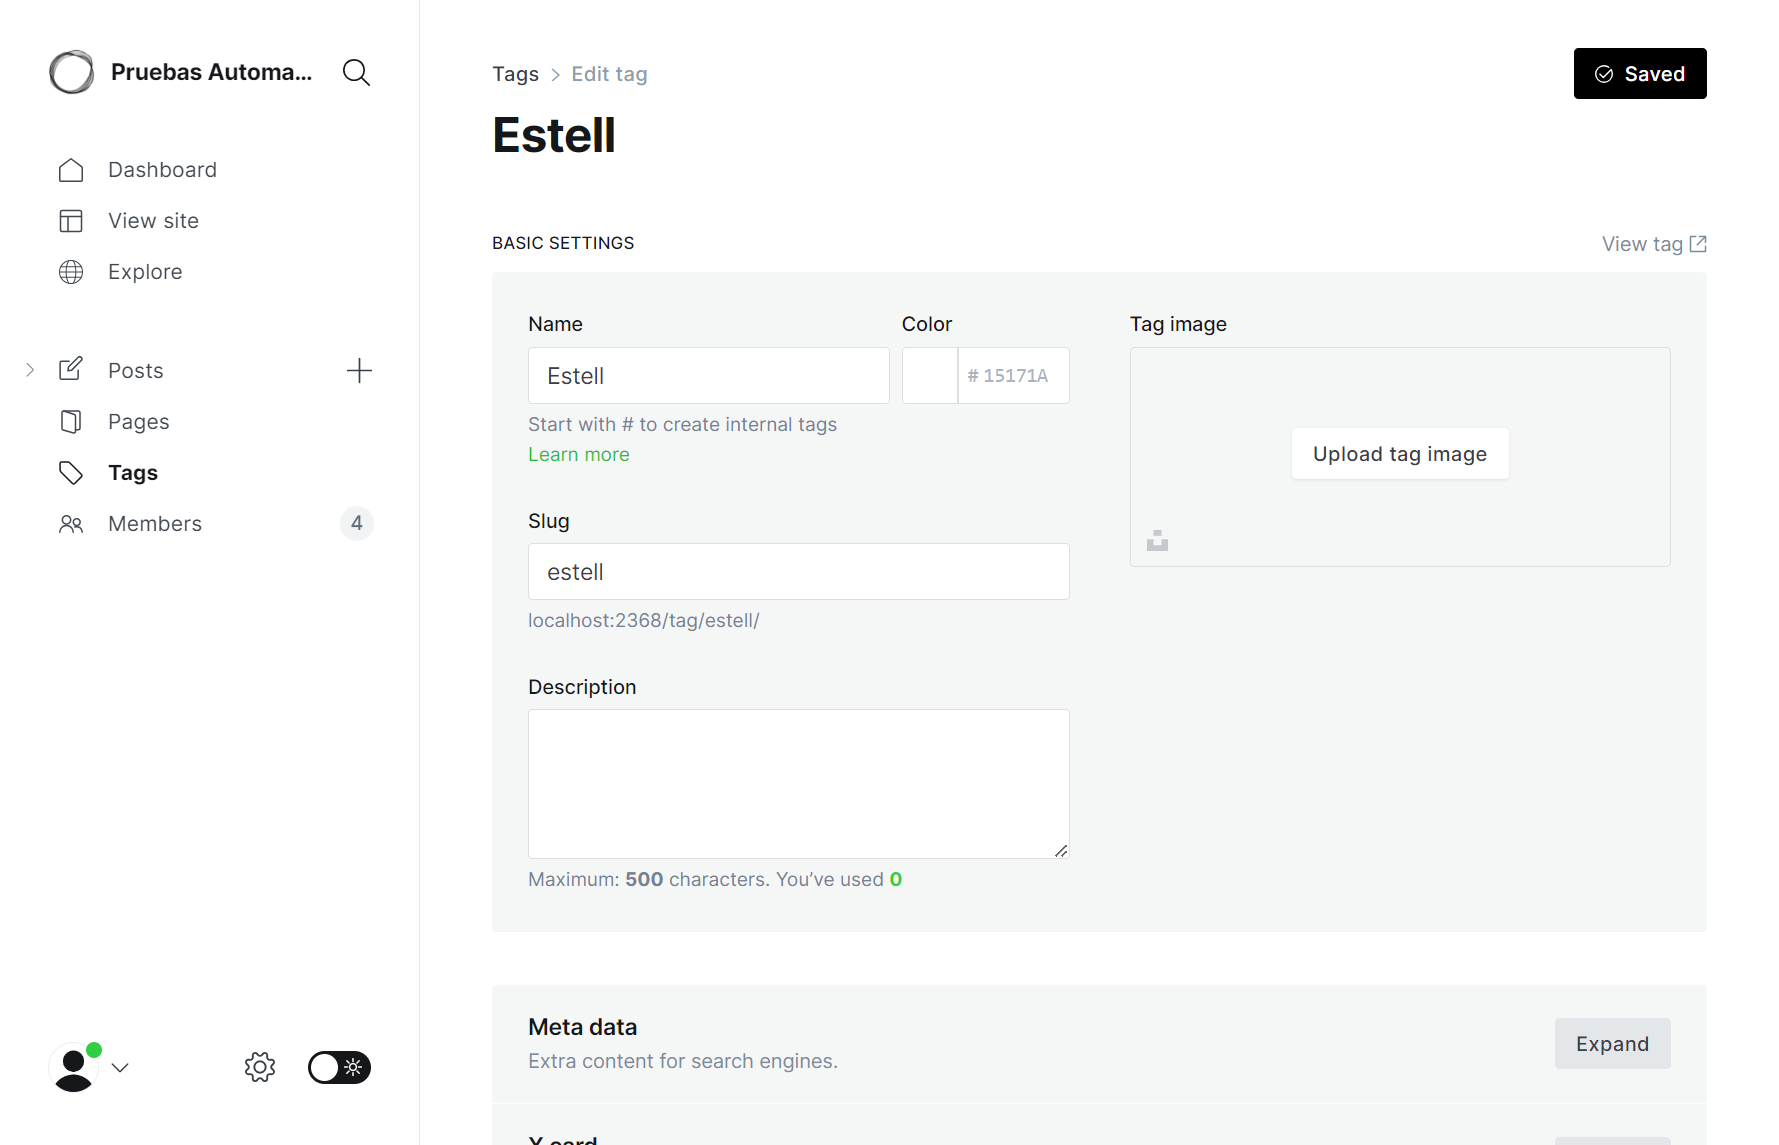 Pruebas Automa...
Dashboard
View site
Explore
Posts
Pages
Tags
Members
4
Tags > Edit tag
Saved
Estell
BASIC SETTINGS
View tag
Name
Estell
Start with # to create internal tags
Learn more
Color
# 15171A
Slug
estell
localhost:2368/tag/estell/
Description
Maximum: 500 characters. You’ve used 0
Tag image
Upload tag image
Meta data
Extra content for search engines.
Expand
X card